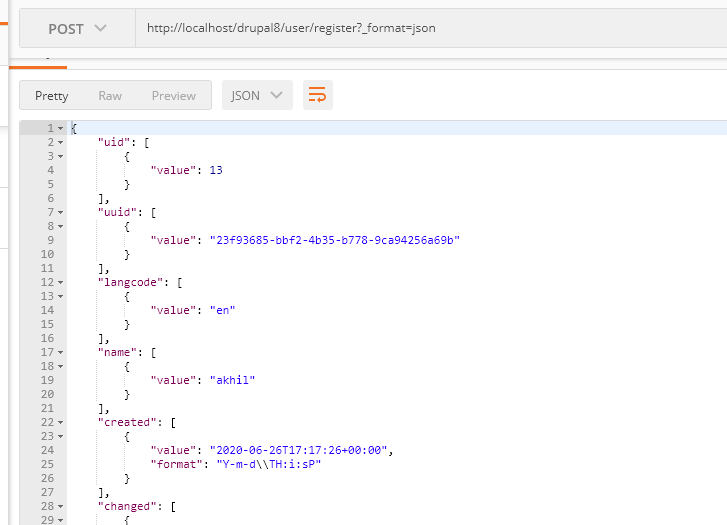 POST http://localhost/drupal8/user/register?_format=json
Pretty Raw Preview JSON
1 {
2 "uid": [
3 {
4 "value": 13
5 }
6 ],
7 "uuid": [
8 {
9 "value": "23f93685-bbf2-4b35-b778-9ca94256a69b"
10 }
11 ],
12 "langcode": [
13 {
14 "value": "en"
15 }
16 ],
17 "name": [
18 {
19 "value": "akhil"
20 }
21 ],
22 "created": [
23 {
24 "value": "2020-06-26T17:17:26+00:00",
25 "format": "Y-m-d\\TH:i:sP"
26 }
27 ],
28 "changed": [
29 {